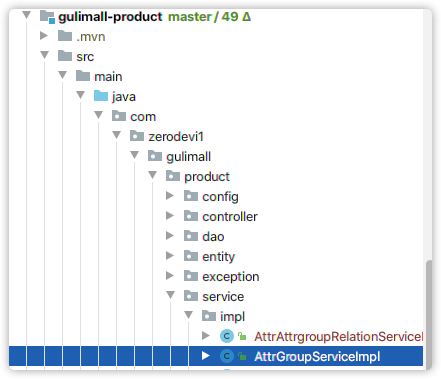 gulimall-product master / 49 Δ
.mvn
src
main
java
com
zerodevi1
gulimall
product
config
controller
dao
entity
exception
service
impl
C AttrAttrgroupRelationServiceI
C AttrGroupServiceImpl